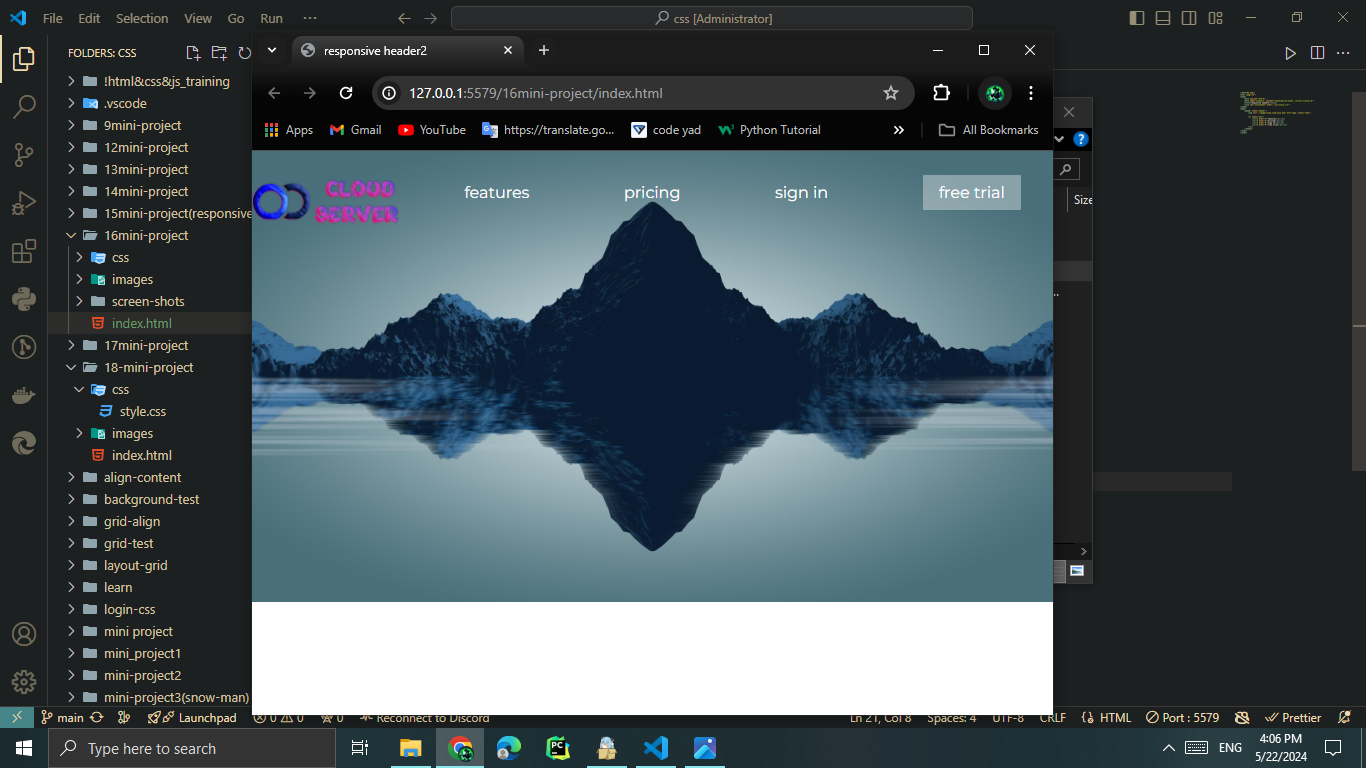 File Edit Selection View Go Run ··· css [Administrator]
FOLDERS: CSS
!html&css&js_training
.vscode
9mini-project
12mini-project
13mini-project
14mini-project
15mini-project(responsive
16mini-project
css
images
screen-shots
index.html
17mini-project
18-mini-project
css
style.css
images
index.html
align-content
background-test
grid-align
grid-test
layout-grid
learn
login-css
mini project
mini_project1
mini-project2
mini-project3(snow-man)
responsive header2
127.0.0.1:5579/16mini-project/index.html
Apps Gmail YouTube https://translate.go... code yad Python Tutorial » All Bookmarks
CLOUD SERVER
features pricing sign in free trial
Size
main Launchpad 0 0 0 Reconnect to Discord Ln 21, Col 8 Spaces: 4 UTF-8 CRLF HTML Port : 5579 Prettier
Type here to search
ENG
4:06 PM
5/22/2024